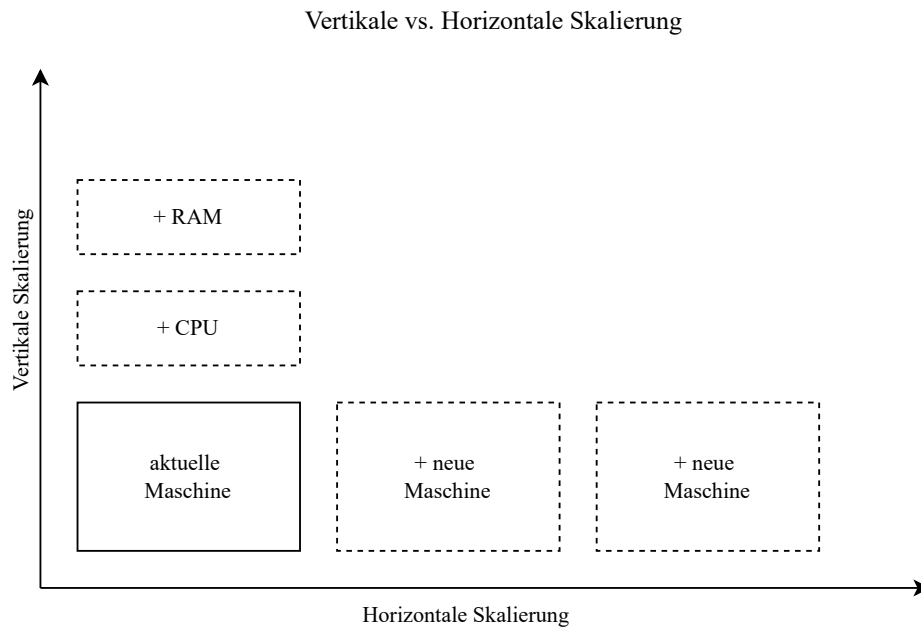 Vertikale vs. Horizontale Skalierung
Vertikale Skalierung
+ RAM
+ CPU
aktuelle
Maschine
+ neue
Maschine
+ neue
Maschine
Horizontale Skalierung